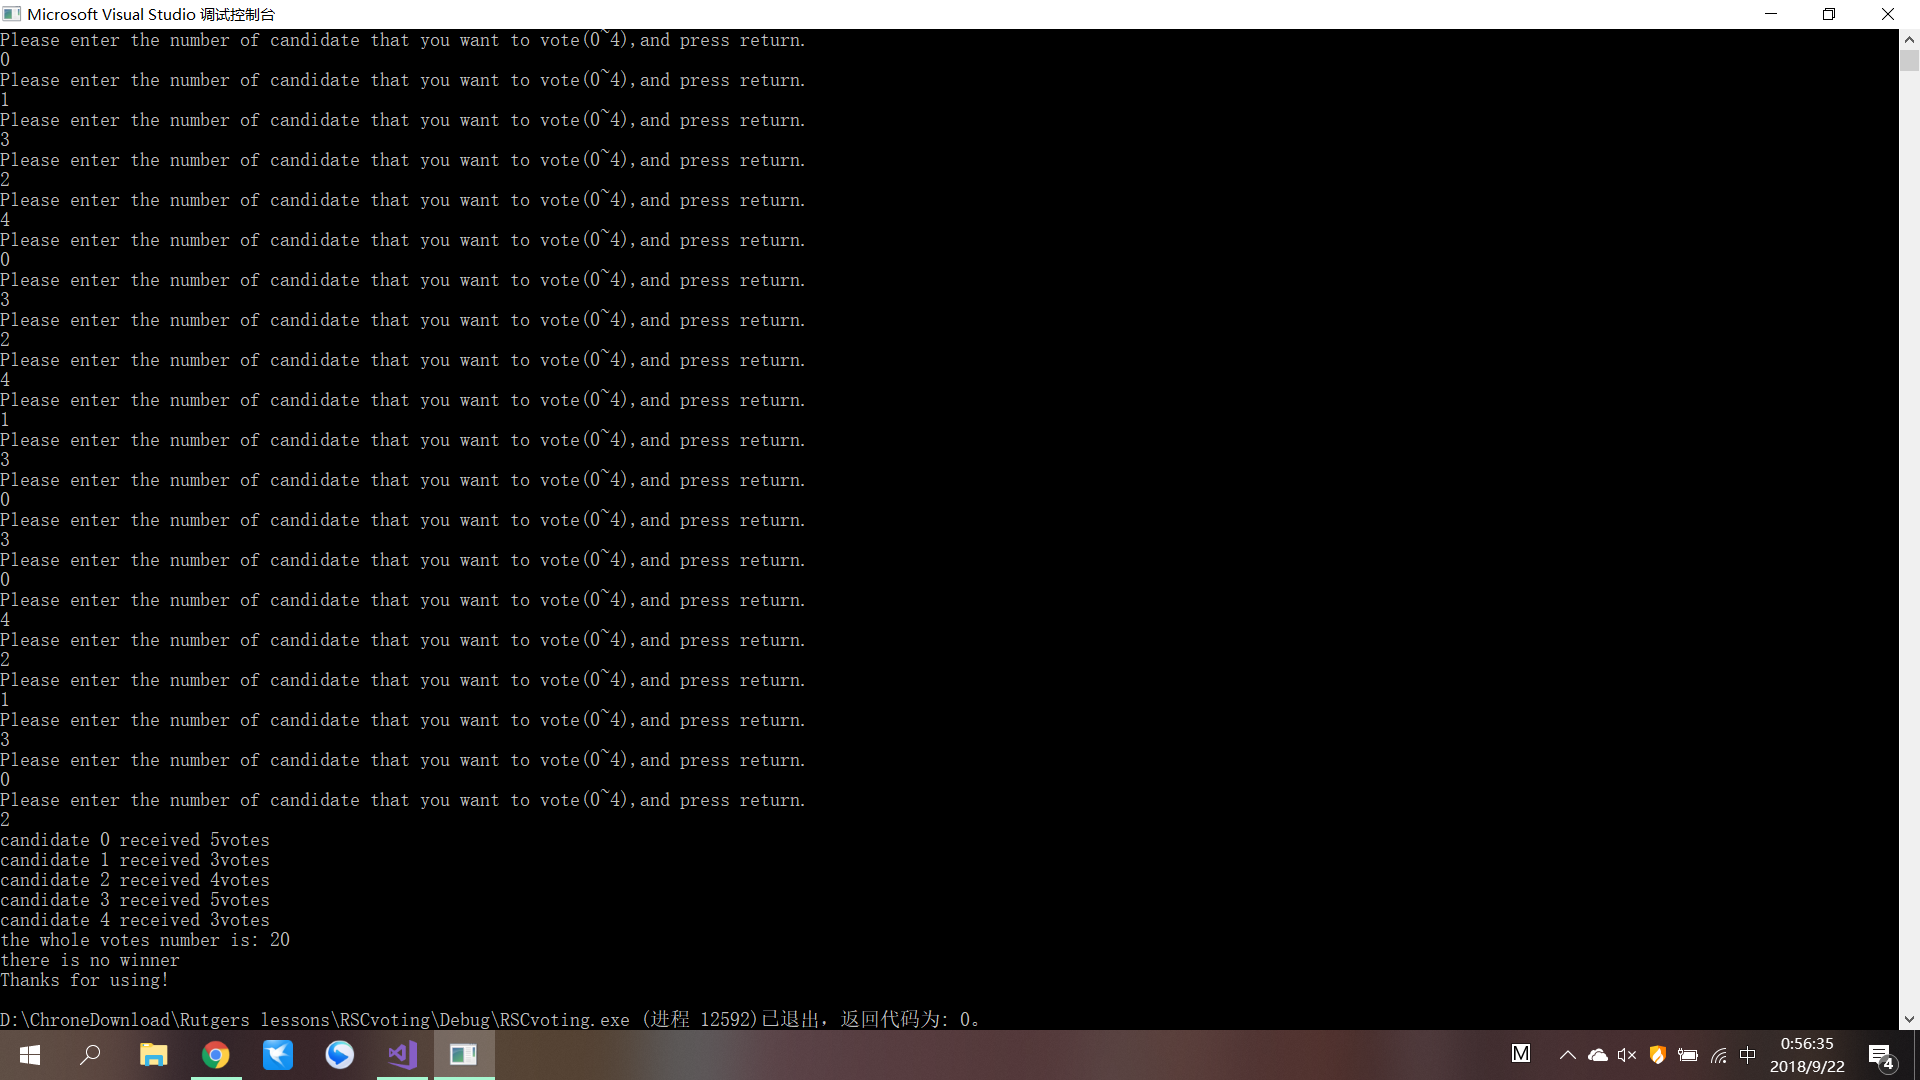 Microsoft Visual Studio 调试控制台
Please enter the number of candidate that you want to vote(0~4),and press return.
0
Please enter the number of candidate that you want to vote(0~4),and press return.
1
Please enter the number of candidate that you want to vote(0~4),and press return.
3
Please enter the number of candidate that you want to vote(0~4),and press return.
2
Please enter the number of candidate that you want to vote(0~4),and press return.
4
Please enter the number of candidate that you want to vote(0~4),and press return.
0
Please enter the number of candidate that you want to vote(0~4),and press return.
3
Please enter the number of candidate that you want to vote(0~4),and press return.
2
Please enter the number of candidate that you want to vote(0~4),and press return.
4
Please enter the number of candidate that you want to vote(0~4),and press return.
1
Please enter the number of candidate that you want to vote(0~4),and press return.
3
Please enter the number of candidate that you want to vote(0~4),and press return.
0
Please enter the number of candidate that you want to vote(0~4),and press return.
3
Please enter the number of candidate that you want to vote(0~4),and press return.
0
Please enter the number of candidate that you want to vote(0~4),and press return.
4
Please enter the number of candidate that you want to vote(0~4),and press return.
2
Please enter the number of candidate that you want to vote(0~4),and press return.
1
Please enter the number of candidate that you want to vote(0~4),and press return.
3
Please enter the number of candidate that you want to vote(0~4),and press return.
0
Please enter the number of candidate that you want to vote(0~4),and press return.
2
candidate 0 received 5votes
candidate 1 received 3votes
candidate 2 received 4votes
candidate 3 received 5votes
candidate 4 received 3votes
the whole votes number is: 20
there is no winner
Thanks for using!
D:\ChroneDownload\Rutgers lessons\RSCvoting\Debug\RSCvoting.exe (进程 12592)已退出，返回代码为: 0。
M
中
0:56:35
2018/9/22
4